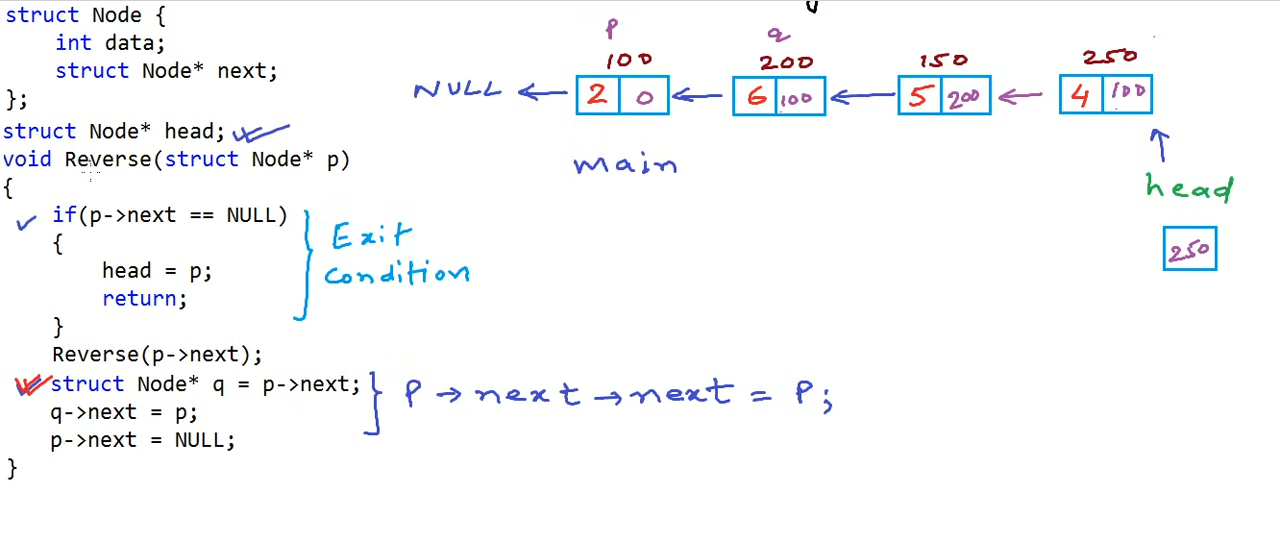 struct Node {
int data;
struct Node* next;
};
struct Node* head;
void Reverse(struct Node* p)
{
if(p->next == NULL)
{
head = p;
return;
}
Reverse(p->next);
struct Node* q = p->next;
q->next = p;
p->next = NULL;
}
Exit
condition
P → next → next = P;
P q
100 200 150 250
NULL ← 2 0 ← 6 100 ← 5 200 ← 4 100
main
head
250